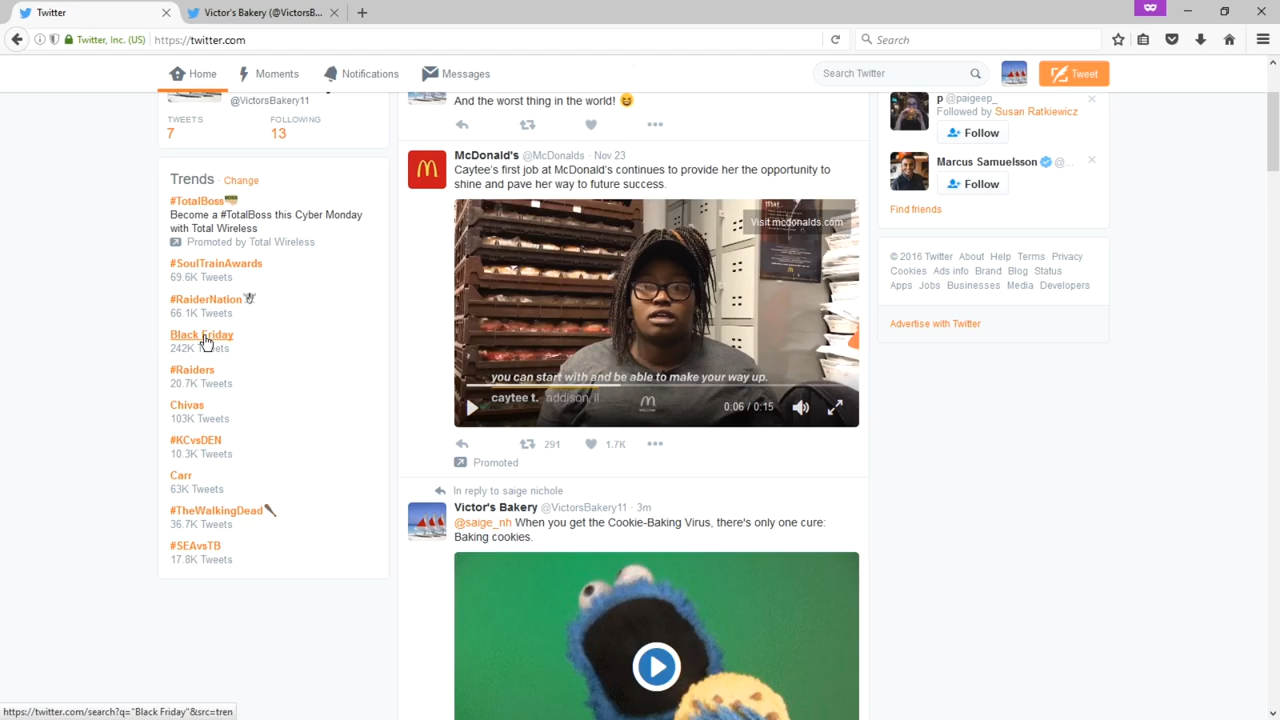 Twitter
Victor's Bakery (@VictorsB...
Twitter, Inc. (US)
https://twitter.com
Search
Home
Moments
Notifications
Messages
Search Twitter
Tweet
@VictorsBakery11
TWEETS
FOLLOWING
7
13
Trends · Change
#TotalBoss
Become a #TotalBoss this Cyber Monday
with Total Wireless
Promoted by Total Wireless
#SoulTrainAwards
69.6K Tweets
#RaiderNation
66.1K Tweets
Black Friday
242K Tweets
#Raiders
20.7K Tweets
Chivas
103K Tweets
#KCvsDEN
10.3K Tweets
Carr
63K Tweets
#TheWalkingDead
36.7K Tweets
#SEAvsTB
17.8K Tweets
And the worst thing in the world! 😆
McDonald's @McDonalds · Nov 23
Caytee's first job at McDonald's continues to provide her the opportunity to
shine and pave her way to future success.
Visit mcdonalds.com
you can start with and be able to make your way up.
caytee t. addison, il
0:06 / 0:15
291
1.7K
Promoted
In reply to saige nichole
Victor's Bakery @VictorsBakery11 · 3m
@saige_nh When you get the Cookie-Baking Virus, there's only one cure:
Baking cookies.
p @paigeep_
Followed by Susan Ratkiewicz
Follow
Marcus Samuelsson @...
Follow
Find friends
© 2016 Twitter About Help Terms Privacy
Cookies Ads info Brand Blog Status
Apps Jobs Businesses Media Developers
Advertise with Twitter
https://twitter.com/search?q="Black Friday"&src=tren